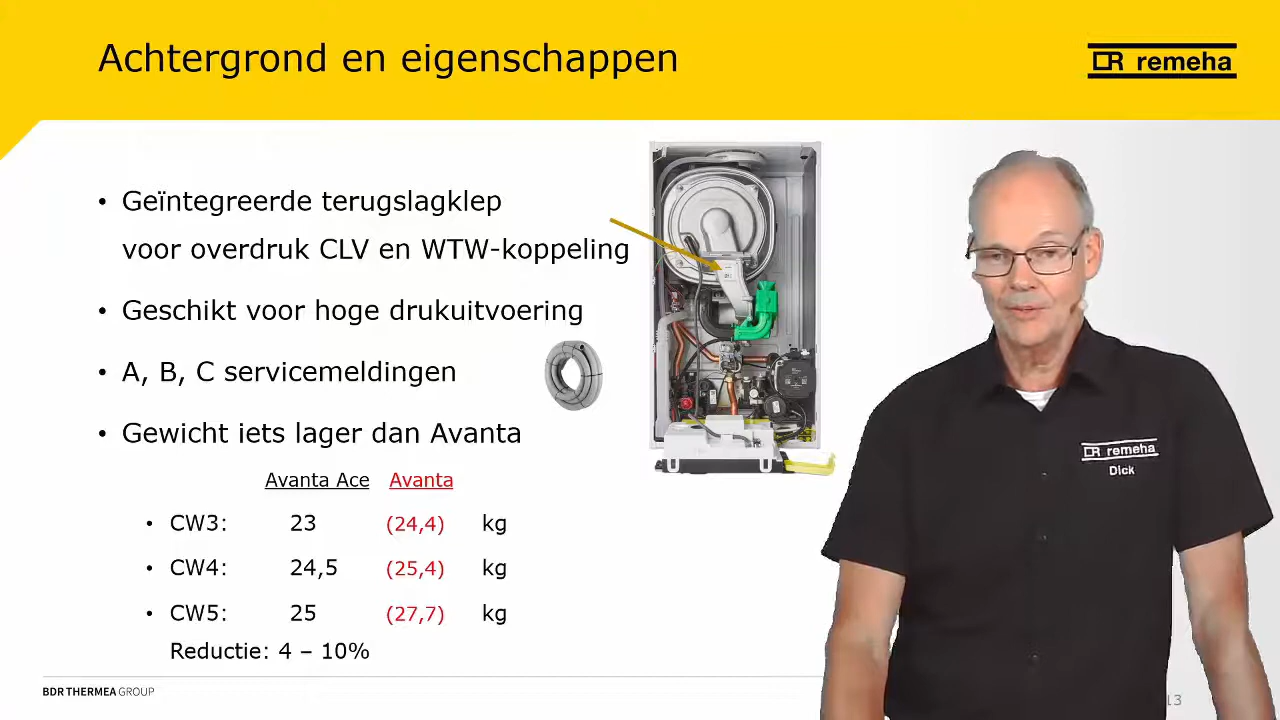 Achtergrond en eigenschappen
remeha
• Geïntegreerde terugslagklep
voor overdruk CLV en WTW-koppeling
• Geschikt voor hoge drukuitvoering
• A, B, C servicemeldingen
• Gewicht iets lager dan Avanta
Avanta Ace Avanta
• CW3: 23 (24,4) kg
• CW4: 24,5 (25,4) kg
• CW5: 25 (27,7) kg
Reductie: 4 – 10%
remeha
Dick
BDR THERMEA GROUP
13